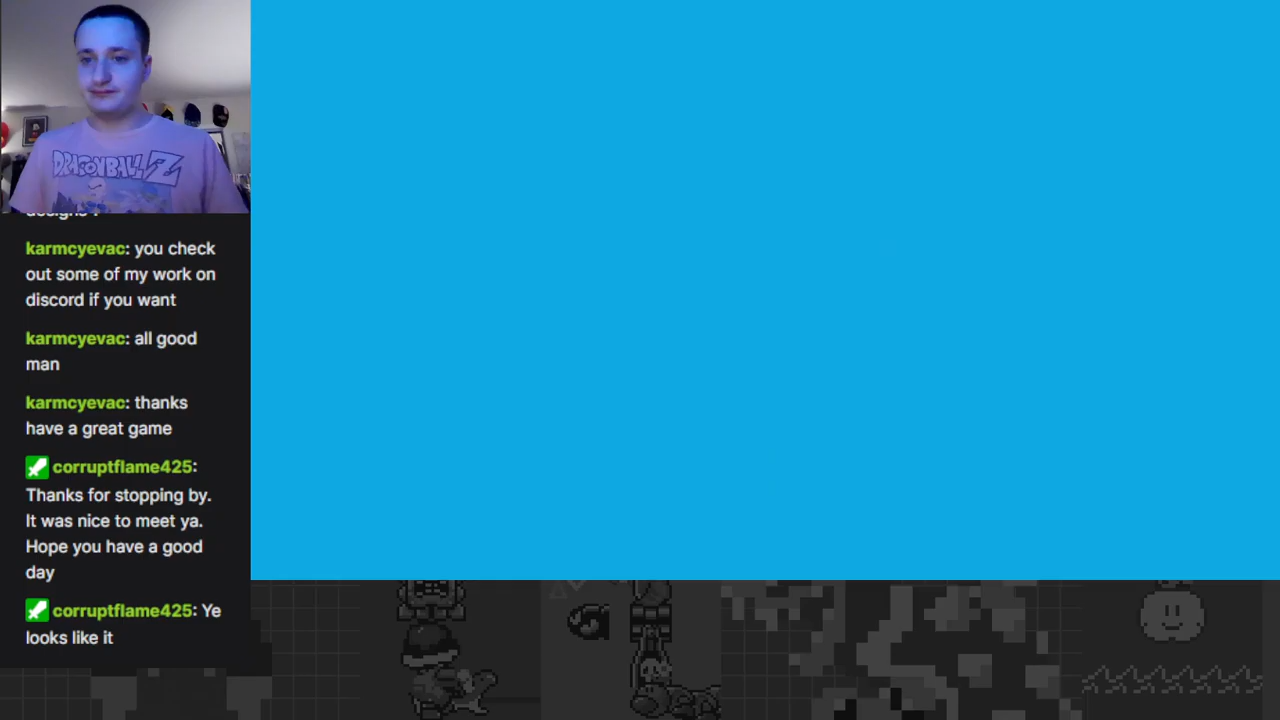 DRAGONBALL Z
designs !
karmcyevac: you check
out some of my work on
discord if you want
karmcyevac: all good
man
karmcyevac: thanks
have a great game
corruptflame425:
Thanks for stopping by.
It was nice to meet ya.
Hope you have a good
day
corruptflame425: Ye
looks like it